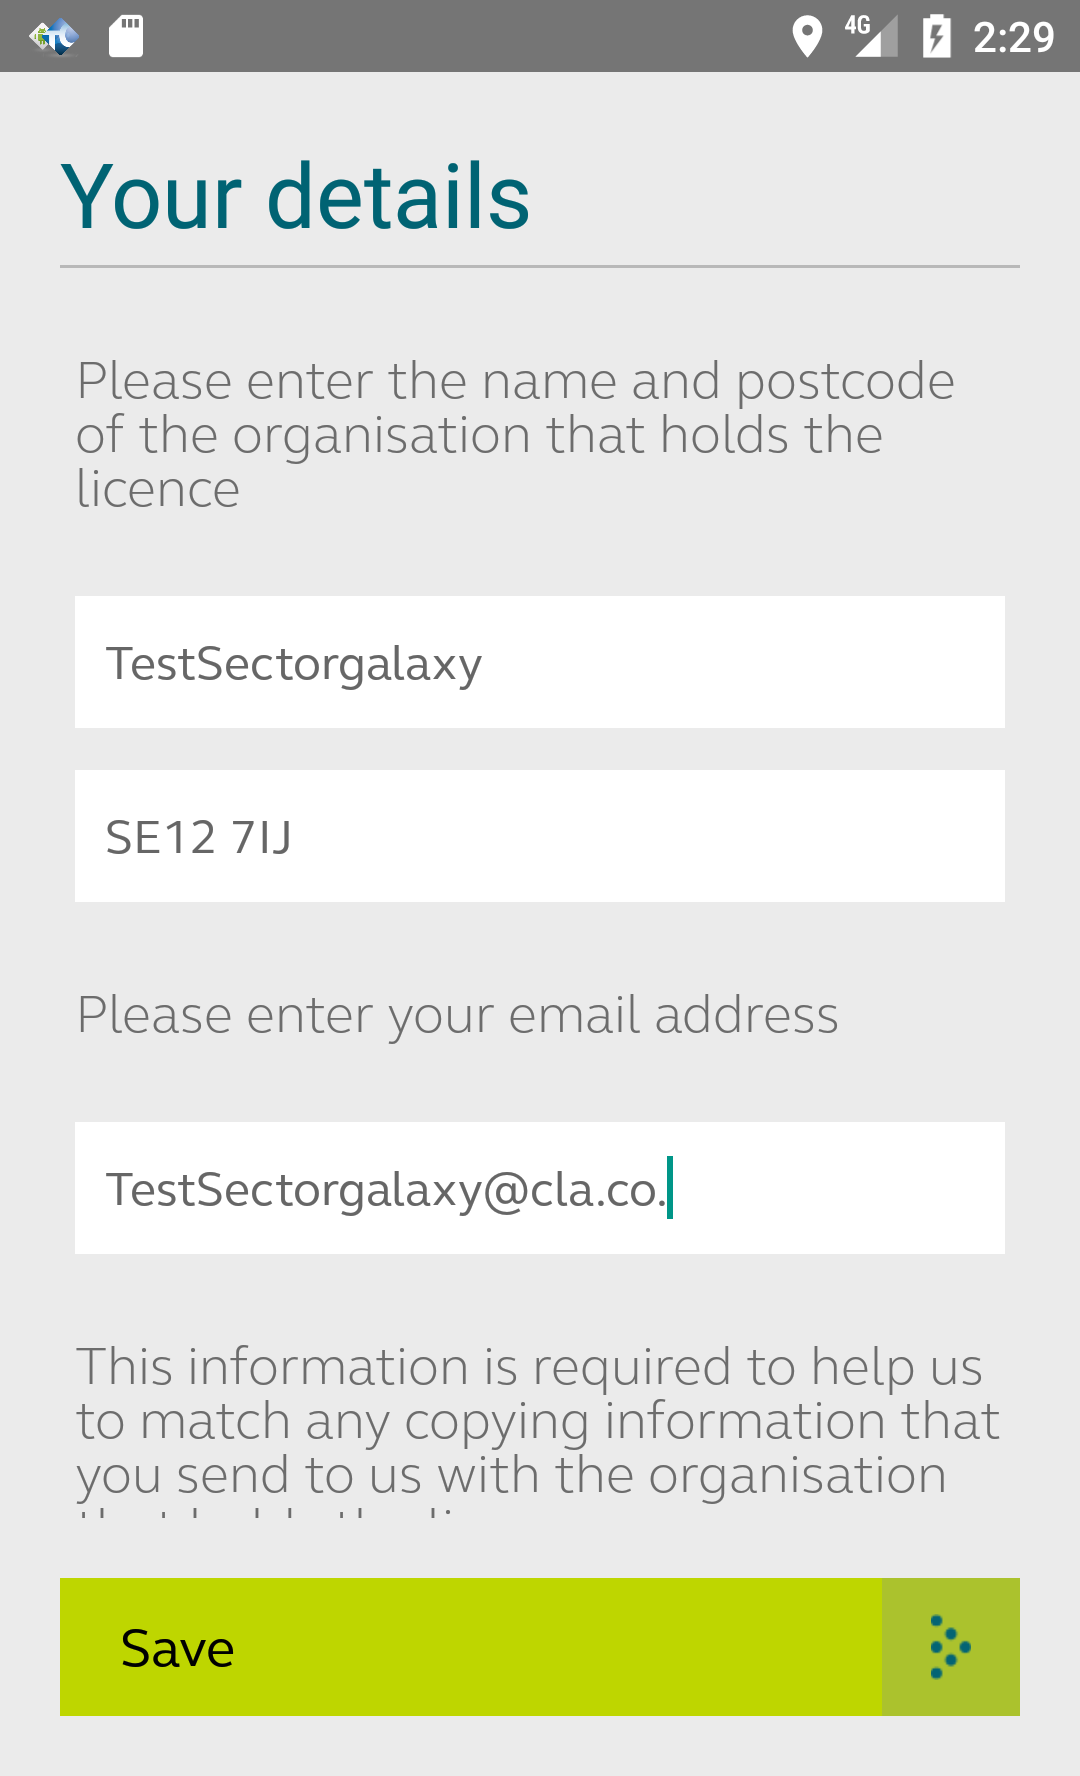 4G 2:29
Your details
Please enter the name and postcode
of the organisation that holds the
licence
TestSectorgalaxy
SE12 7IJ
Please enter your email address
TestSectorgalaxy@cla.co.
This information is required to help us
to match any copying information that
you send to us with the organisation
Save